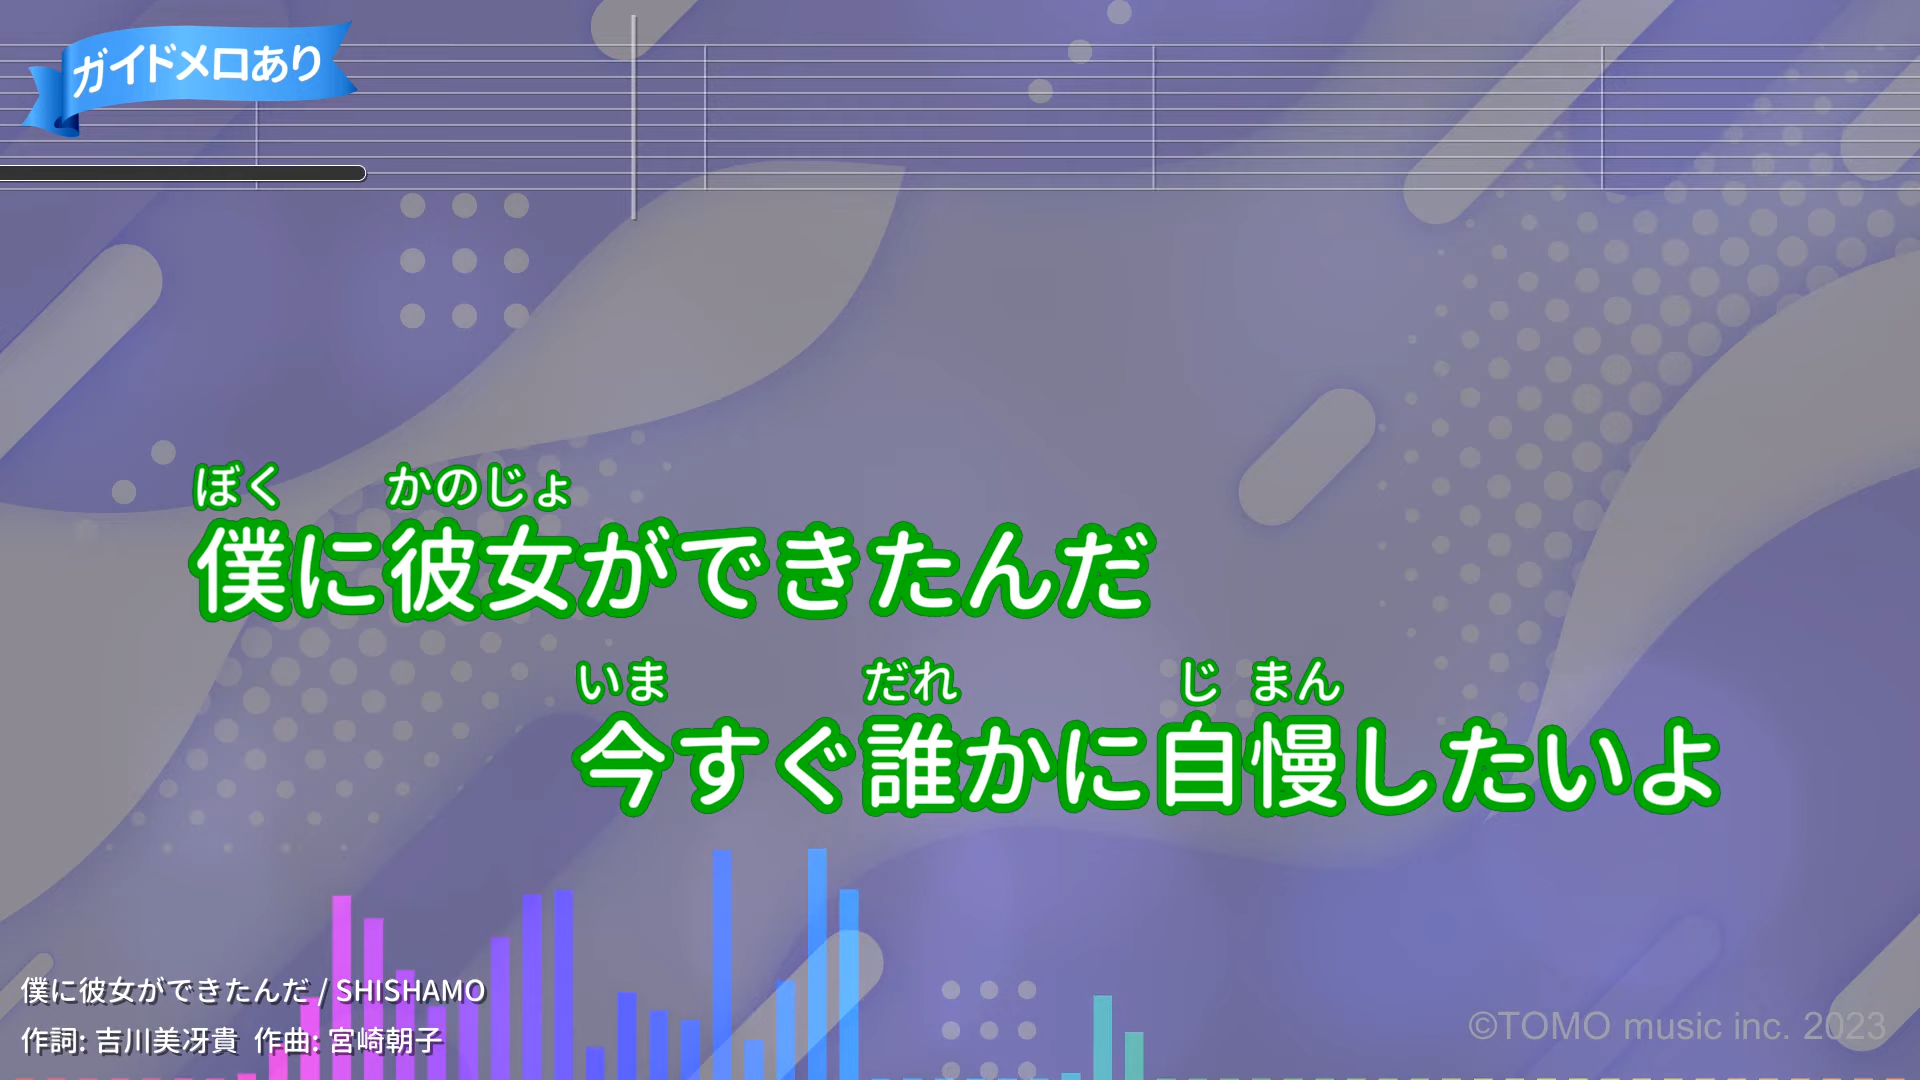 ガイドメロあり
ぼく かのじょ
僕に彼女ができたんだ
いま だれ じ まん
今すぐ誰かに自慢したいよ
僕に彼女ができたんだ / SHISHAMO
作詞: 吉川美冴貴 作曲: 宮崎朝子
©TOMO music inc. 2023